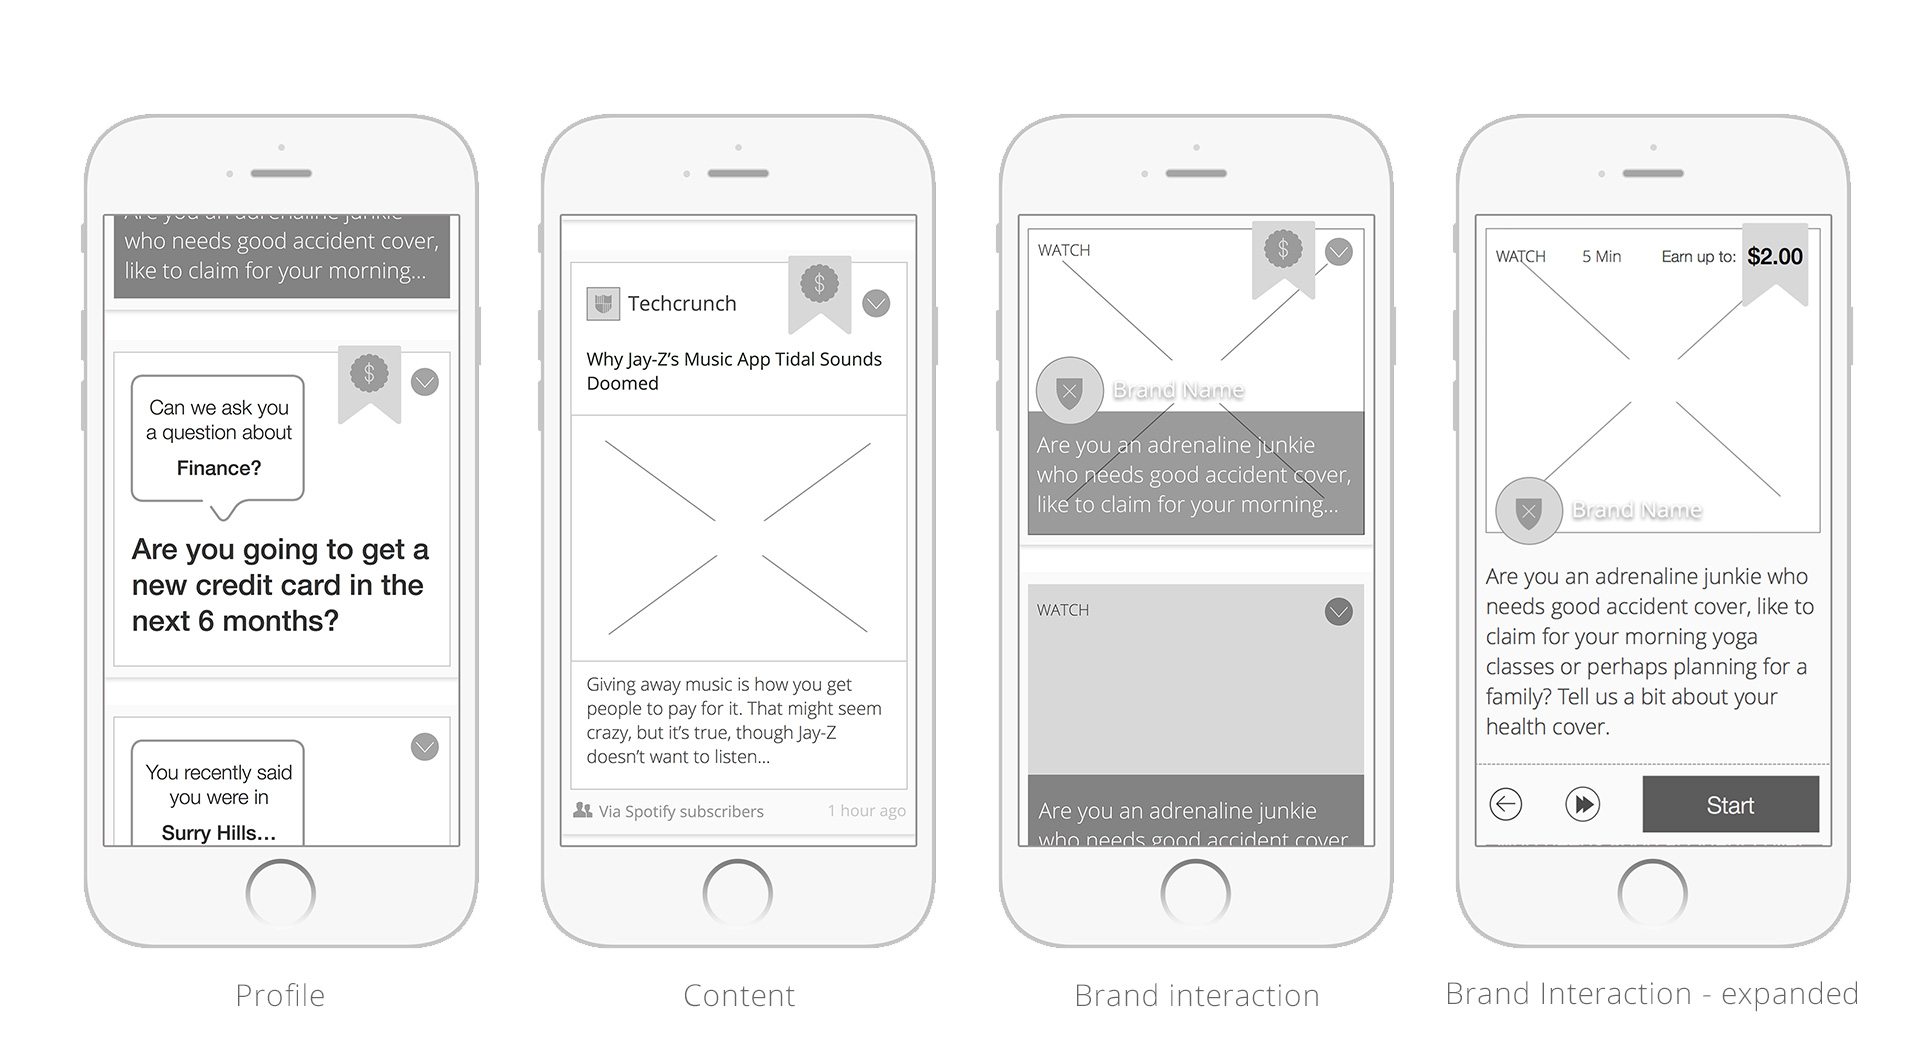 Are you an adrenaline junkie
who needs good accident cover,
like to claim for your morning...
$
Can we ask you
a question about
Finance?
Are you going to get a
new credit card in the
next 6 months?
You recently said
you were in
Surry Hills...
Profile
$
Techcrunch
Why Jay-Z’s Music App Tidal Sounds
Doomed
Giving away music is how you get
people to pay for it. That might seem
crazy, but it’s true, though Jay-Z
doesn’t want to listen...
Via Spotify subscribers 1 hour ago
Content
WATCH
$
Brand Name
Are you an adrenaline junkie
who needs good accident cover,
like to claim for your morning...
WATCH
Are you an adrenaline junkie
who needs good accident cover
Brand interaction
WATCH 5 Min Earn up to: $2.00
Brand Name
Are you an adrenaline junkie who
needs good accident cover, like to
claim for your morning yoga
classes or perhaps planning for a
family? Tell us a bit about your
health cover.
Start
Brand Interaction - expanded